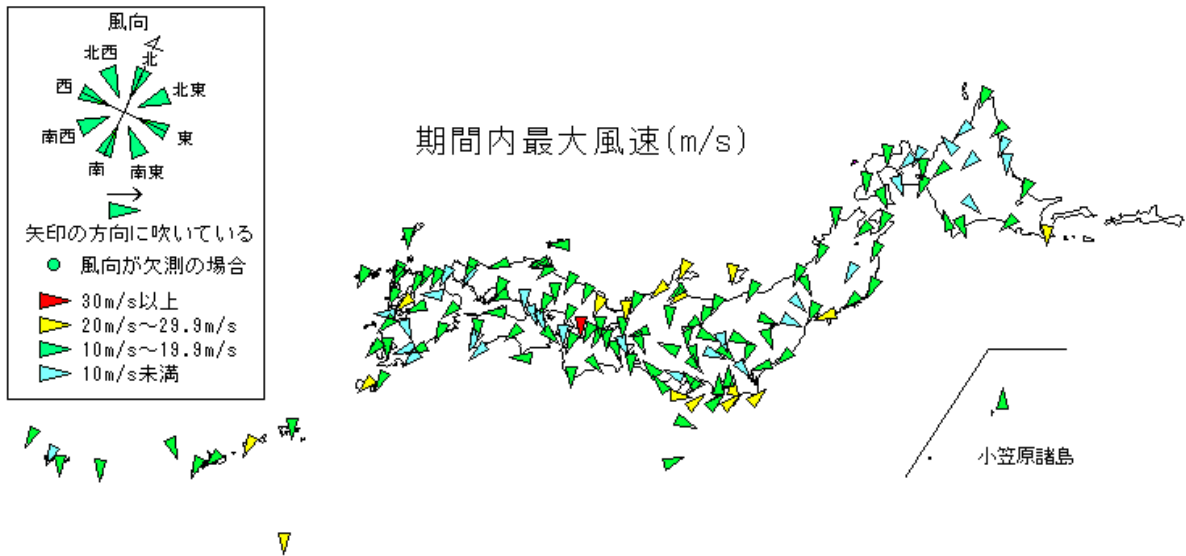 風向
北
北西
北東
西
東
南西
南東
南
矢印の方向に吹いている
風向が欠測の場合
30m/s以上
20m/s～29.9m/s
10m/s～19.9m/s
10m/s未満
期間内最大風速(m/s)
小笠原諸島